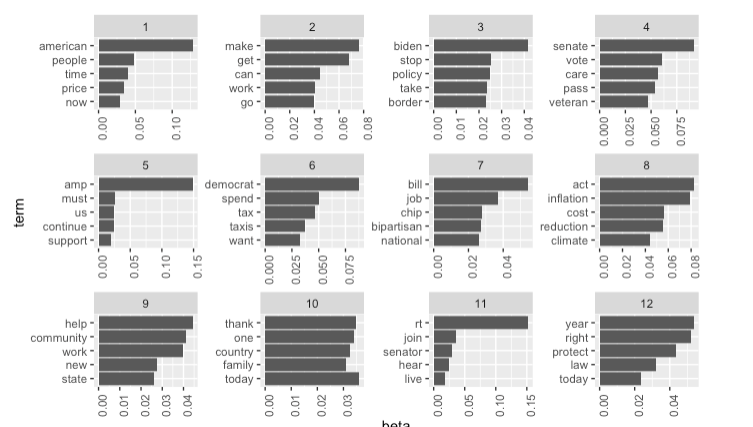 1
american
people
time
price
now
0.00
0.05
0.10
2
make
get
can
work
go
0.00
0.02
0.04
0.06
0.08
3
biden
stop
policy
take
border
0.00
0.01
0.02
0.03
0.04
4
senate
vote
care
pass
veteran
0.000
0.025
0.050
0.075
term
5
amp
must
us
continue
support
0.00
0.05
0.10
0.15
6
democrat
spend
tax
taxis
want
0.000
0.025
0.050
0.075
7
bill
job
chip
bipartisan
national
0.00
0.02
0.04
8
act
inflation
cost
reduction
climate
0.00
0.02
0.04
0.06
0.08
9
help
community
work
new
state
0.00
0.01
0.02
0.03
0.04
10
thank
one
country
family
today
0.00
0.01
0.02
0.03
11
rt
join
senator
hear
live
0.00
0.05
0.10
0.15
12
year
right
protect
law
today
0.00
0.02
0.04
beta